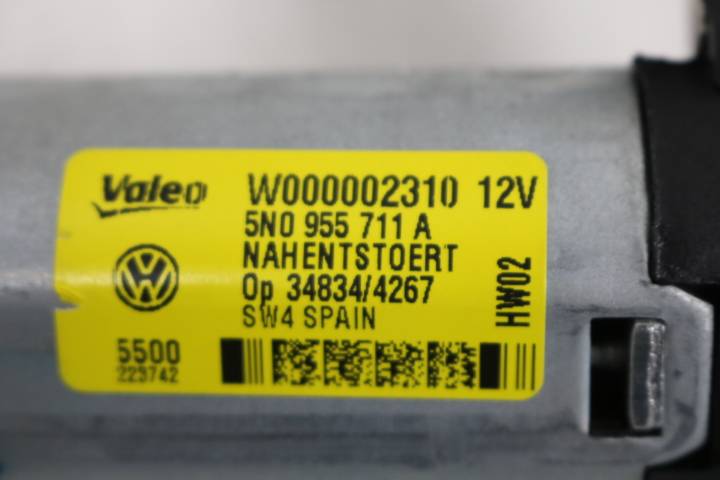 Valeo W000002310 12V
5N0 955 711 A
NAHENTSTOERT
Op 34834/4267
SW4 SPAIN
HW02
5500
223742